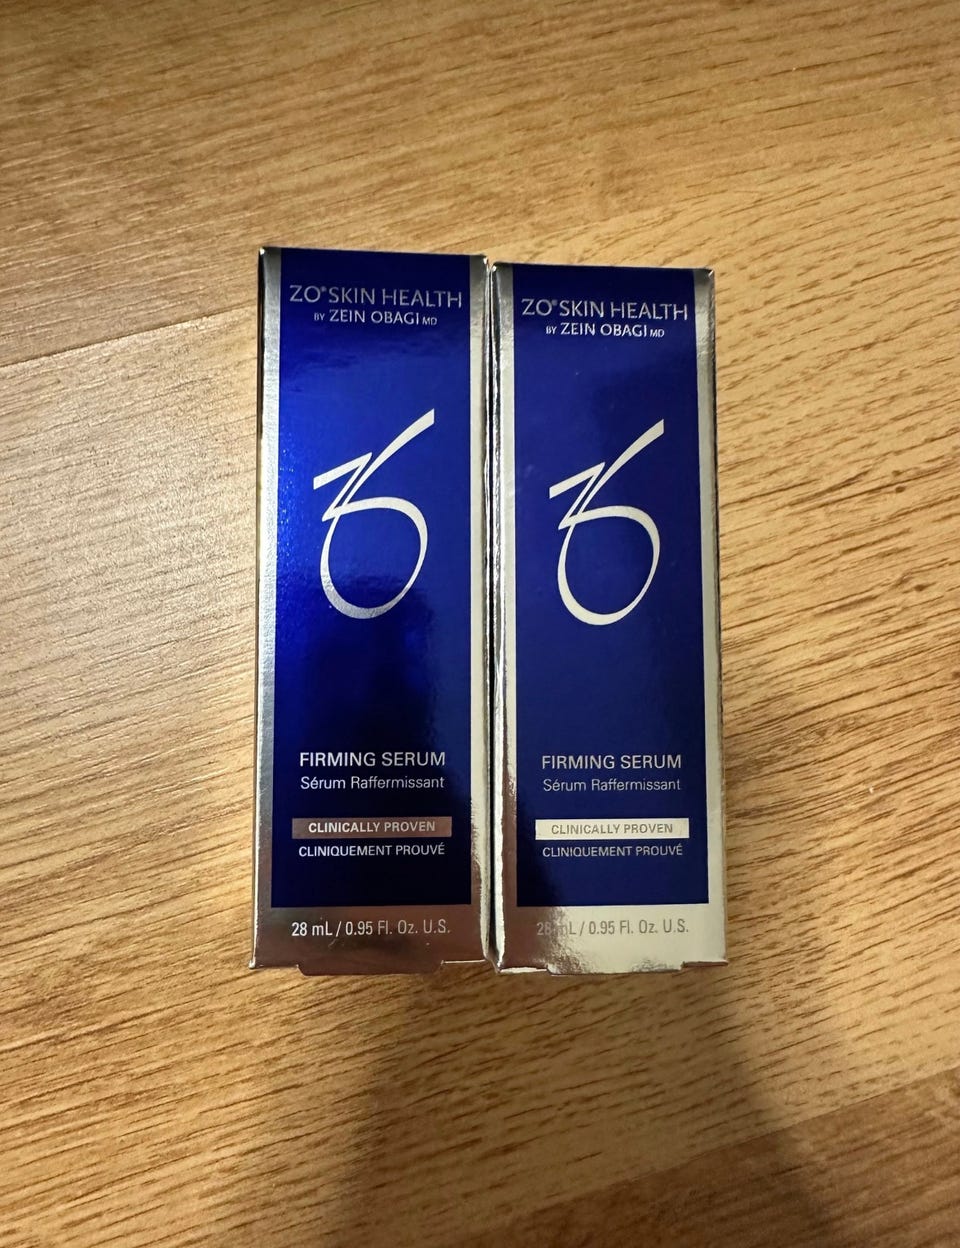 ZO® SKIN HEALTH
BY ZEIN OBAGI MD
FIRMING SERUM
Sérum Raffermissant
CLINICALLY PROVEN
CLINIQUEMENT PROUVÉ
28 mL / 0.95 Fl. Oz. U.S.
ZO® SKIN HEALTH
BY ZEIN OBAGI MD
FIRMING SERUM
Sérum Raffermissant
CLINICALLY PROVEN
CLINIQUEMENT PROUVÉ
28 mL / 0.95 Fl. Oz. U.S.